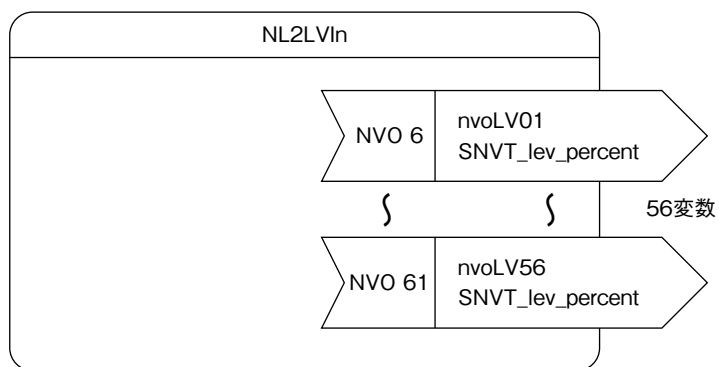 NL2LVIn
NVO 6
nvoLV01
SNVT_lev_percent
56変数
NVO 61
nvoLV56
SNVT_lev_percent